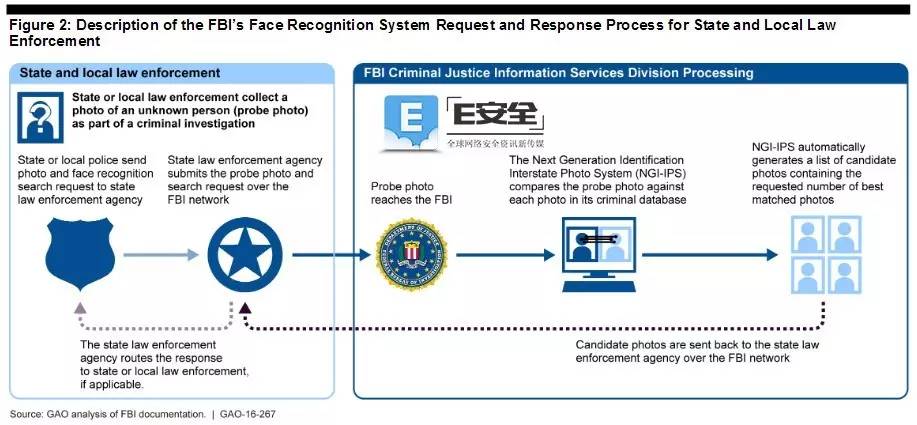 Figure 2: Description of the FBI's Face Recognition System Request and Response Process for State and Local Law
Enforcement
State and local law enforcement
State or local law enforcement collect a
photo of an unknown person (probe photo)
as part of a criminal investigation
State or local police send
photo and face recognition
search request to state
law enforcement agency
State law enforcement agency
submits the probe photo and
search request over the
FBI network
The state law enforcement
agency routes the response
to state or local law enforcement,
if applicable.
FBI Criminal Justice Information Services Division Processing
E
E安全
全球网络安全资讯新传媒
Probe photo
reaches the FBI
The Next Generation Identification
Interstate Photo System (NGI-IPS)
compares the probe photo against
each photo in its criminal database
NGI-IPS automatically
generates a list of candidate
photos containing the
requested number of best
matched photos
Candidate photos are sent back to the state law
enforcement agency over the FBI network
Source: GAO analysis of FBI documentation. | GAO-16-267